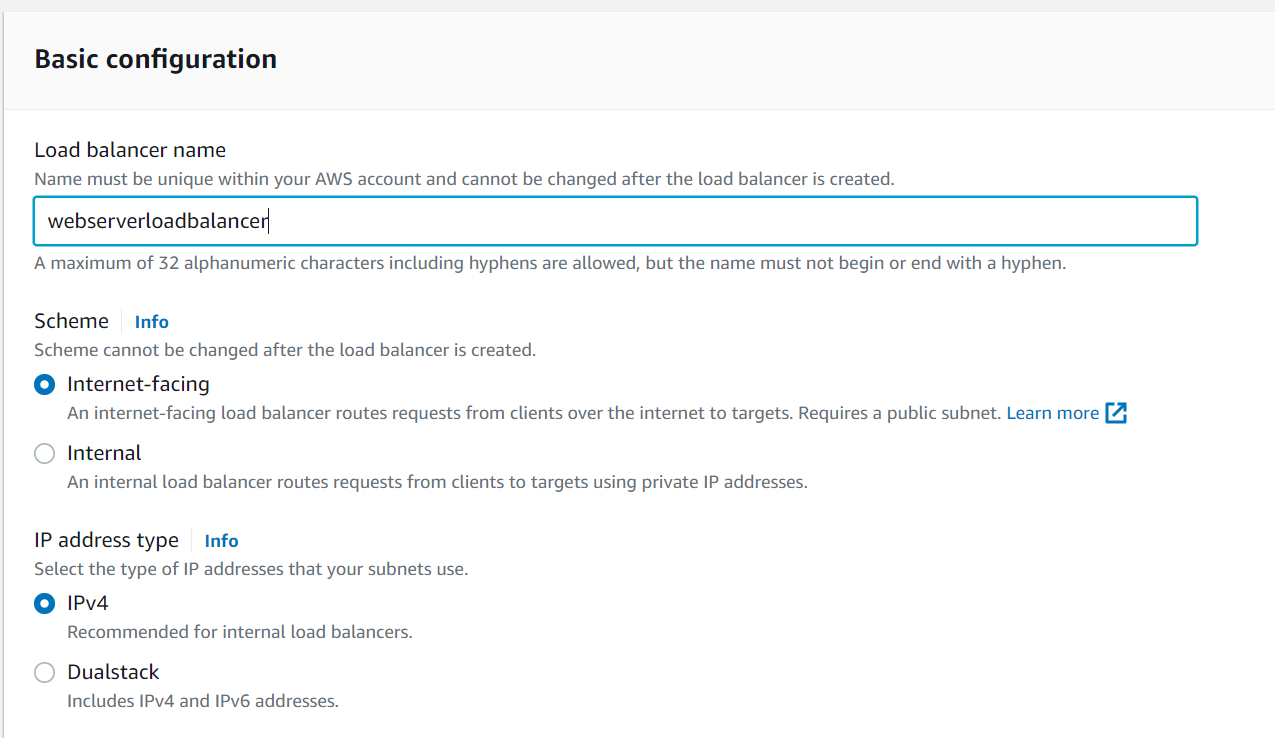 Basic configuration
Load balancer name
Name must be unique within your AWS account and cannot be changed after the load balancer is created.
webserverloadbalancer
A maximum of 32 alphanumeric characters including hyphens are allowed, but the name must not begin or end with a hyphen.
Scheme Info
Scheme cannot be changed after the load balancer is created.
Internet-facing
An internet-facing load balancer routes requests from clients over the internet to targets. Requires a public subnet. Learn more
Internal
An internal load balancer routes requests from clients to targets using private IP addresses.
IP address type Info
Select the type of IP addresses that your subnets use.
IPv4
Recommended for internal load balancers.
Dualstack
Includes IPv4 and IPv6 addresses.